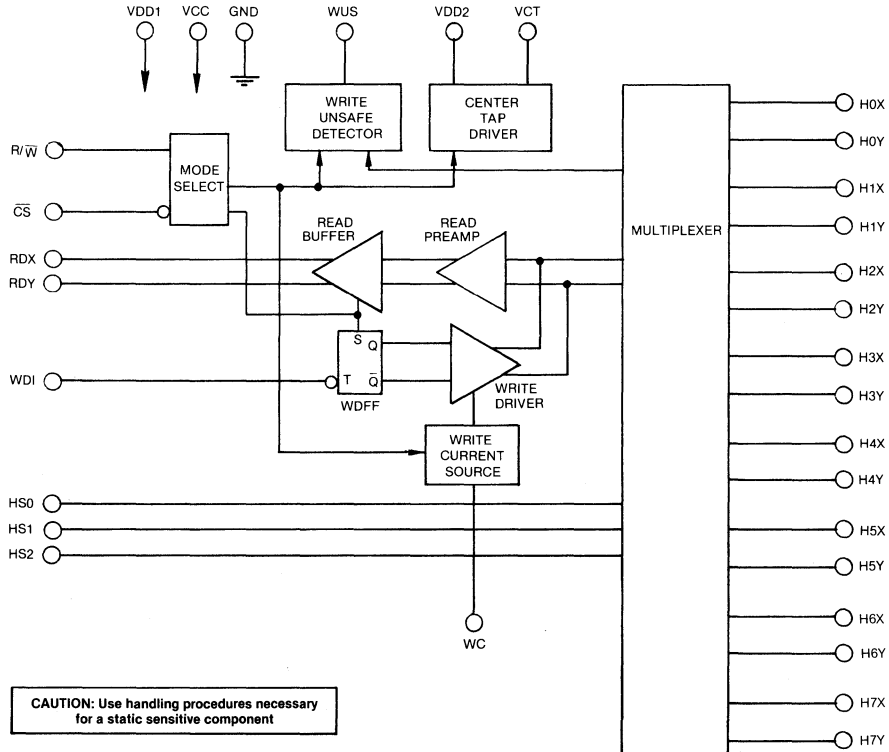 VDD1 VCC GND WUS VDD2 VCT
WRITE
UNSAFE
DETECTOR
CENTER
TAP
DRIVER
R/W̅
C̅S̅
MODE
SELECT
READ
BUFFER
READ
PREAMP
RDX
RDY
S Q
T Q̅
WDFF
WDI
WRITE
DRIVER
WRITE
CURRENT
SOURCE
HS0
HS1
HS2
WC
MULTIPLEXER
H0X
H0Y
H1X
H1Y
H2X
H2Y
H3X
H3Y
H4X
H4Y
H5X
H5Y
H6X
H6Y
H7X
H7Y
CAUTION: Use handling procedures necessary
for a static sensitive component